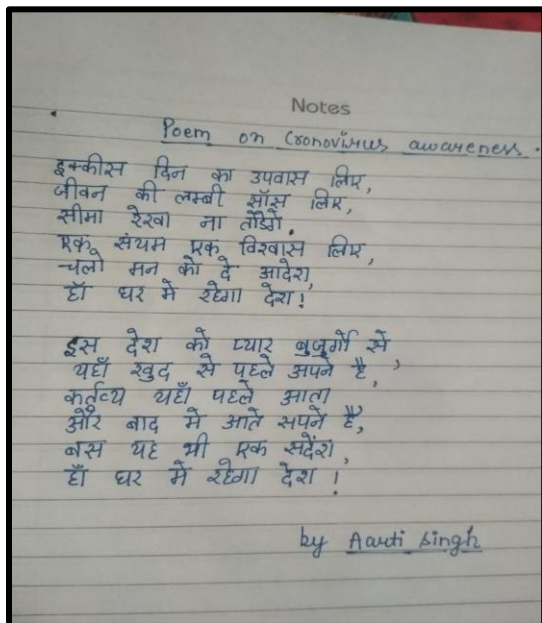 Notes
Poem on Cronovirus awareness.
इक्कीस दिन का उपवास लिए,
जीवन की लम्बी साँस लिए,
सीमा रेखा ना तोड़ो.
एक संयम एक विश्वास लिए,
चलो मन को दे आदेश,
हाँ घर मे रहेगा देश!
इस देश को प्यार बुजुर्गो से
यहाँ खुद से पहले अपने है,
कर्तव्य यहाँ पहले आता
और बाद मे आते सपने है,
बस यह भी एक सदेंश,
हाँ घर मे रहेगा देश!
by Aarti Singh